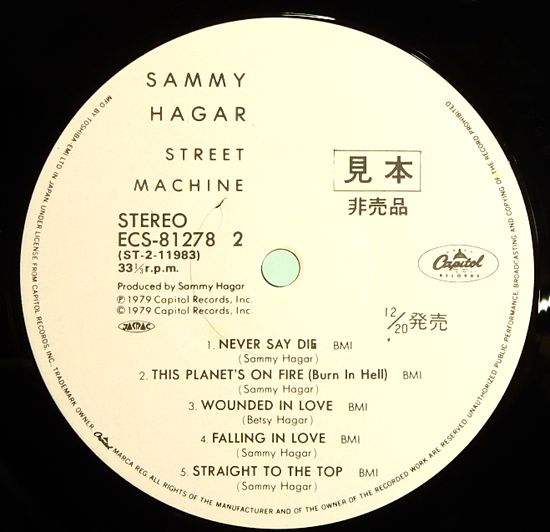 SAMMY
HAGAR
STREET
MACHINE
見本
非売品
STEREO
ECS-81278 2
(ST-2-11983)
33⅓ r.p.m.
Produced by Sammy Hagar
Ⓟ 1979 Capitol Records, Inc.
© 1979 Capitol Records, Inc.
JASRAC
Capitol
RECORDS
12/20発売
1. NEVER SAY DIE BMI
(Sammy Hagar)
2. THIS PLANET'S ON FIRE (Burn In Hell) BMI
(Sammy Hagar)
3. WOUNDED IN LOVE BMI
(Betsy Hagar)
4. FALLING IN LOVE BMI
(Sammy Hagar)
5. STRAIGHT TO THE TOP BMI
(Sammy Hagar)
MFD BY TOSHIBA EMI LTD IN JAPAN UNDER LICENSE FROM CAPITOL RECORDS, INC. TRADEMARK OWNER. Capitol MARCA REG. ALL RIGHTS OF THE MANUFACTURER AND OF THE OWNER OF THE RECORDED WORK ARE RESERVED. UNAUTHORIZED PUBLIC PERFORMANCE, BROADCASTING AND COPYING OF THE RECORD PROHIBITED